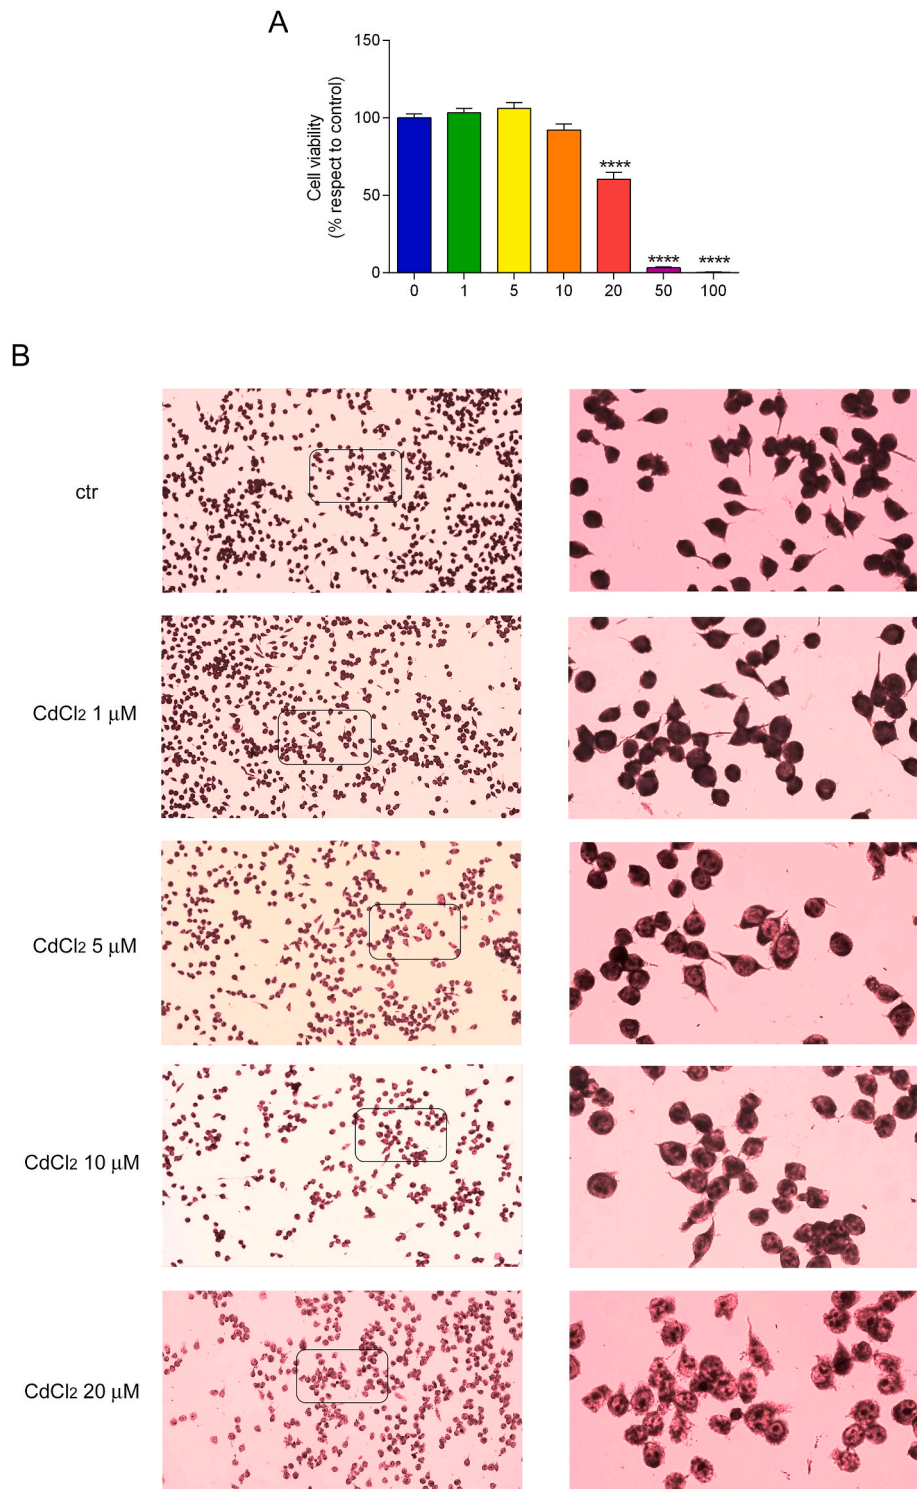 A
150
100
50
0
Cell viability
(% respect to control)
****
****
****
0 1 5 10 20 50 100
B
ctr
CdCl2 1 μM
CdCl2 5 μM
CdCl2 10 μM
CdCl2 20 μM